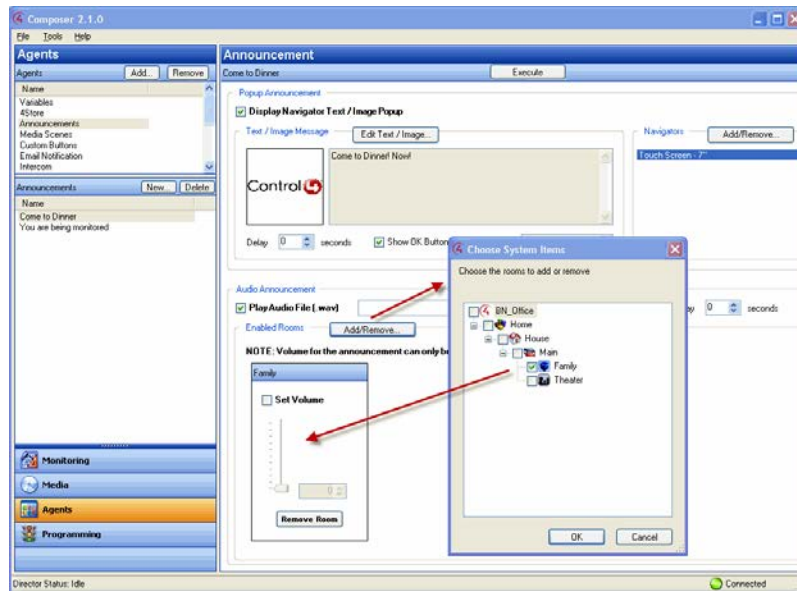 Composer 2.1.0
File Tools Help
Agents
Agents Add... Remove
Name
Variables
4Store
Announcements
Media Scenes
Custom Buttons
Email Notification
Intercom
Announcements New... Delete
Name
Come to Dinner
You are being monitored
Monitoring
Media
Agents
Programming
Director Status: Idle
Announcement
Come to Dinner Execute
Popup Announcement
Display Navigator Text / Image Popup
Text / Image Message Edit Text / Image...
Control4
Come to Dinner! Now!
Delay 0 seconds Show OK Button
Navigators Add/Remove...
Touch Screen - 7"
Audio Announcement
Play Audio File (.wav)
0 seconds
Enabled Rooms Add/Remove...
NOTE: Volume for the announcement can only be
Family
Set Volume
0
Remove Room
Choose System Items
Choose the rooms to add or remove
BN_Office
Home
House
Main
Family
Theater
OK Cancel
Connected